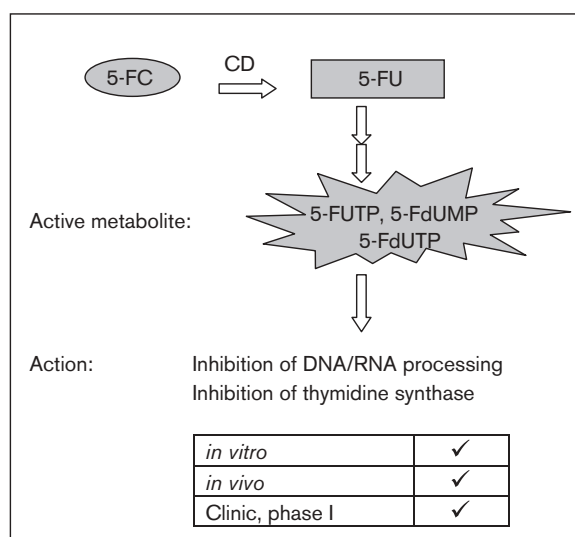 CD
5-FC
5-FU
5-FUTP, 5-FdUMP
Active metabolite:
5-FdUTP
Action: Inhibition of DNA/RNA processing
Inhibition of thymidine synthase
in vitro ✓
in vivo ✓
Clinic, phase I ✓